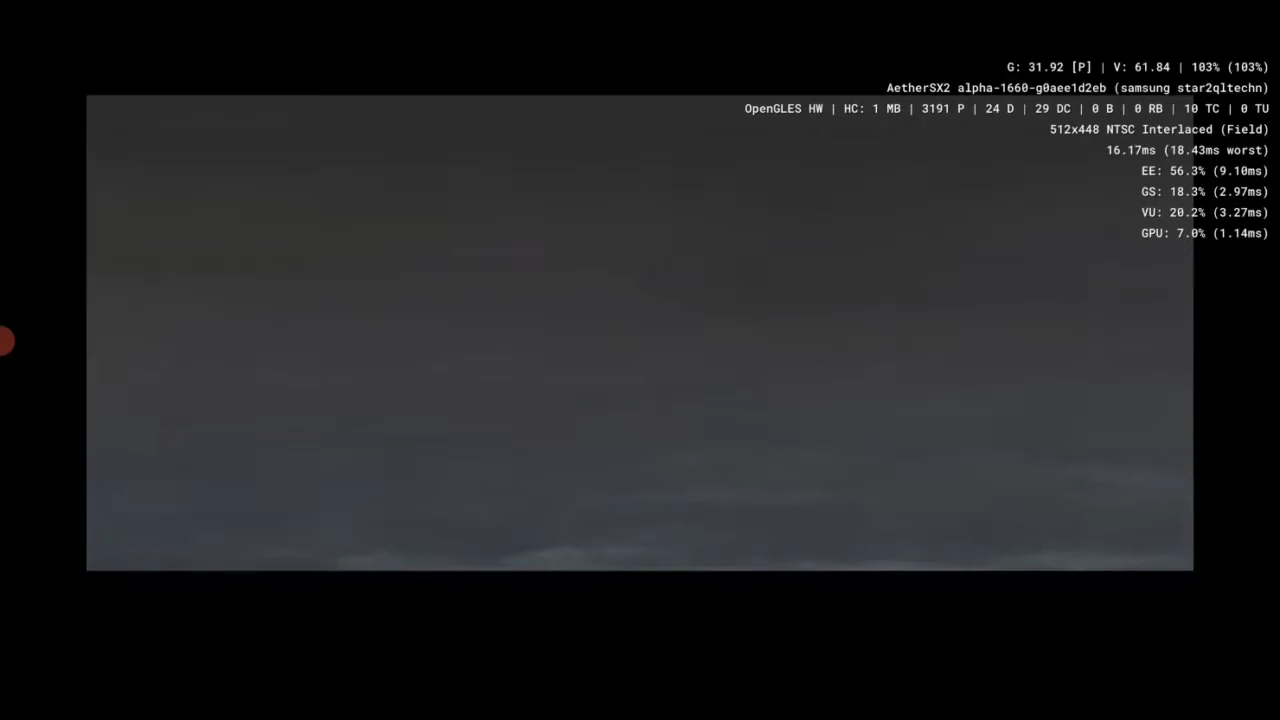 G: 31.92 [P] | V: 61.84 | 103% (103%)
AetherSX2 alpha-1660-g0aee1d2eb (samsung star2qltechn)
OpenGLES HW | HC: 1 MB | 3191 P | 24 D | 29 DC | 0 B | 0 RB | 10 TC | 0 TU
512x448 NTSC Interlaced (Field)
16.17ms (18.43ms worst)
EE: 56.3% (9.10ms)
GS: 18.3% (2.97ms)
VU: 20.2% (3.27ms)
GPU: 7.0% (1.14ms)